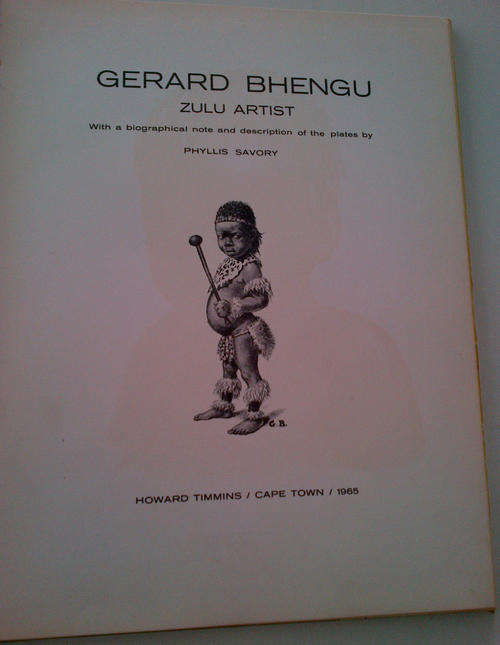 GERARD BHENGU
ZULU ARTIST
With a biographical note and description of the plates by
PHYLLIS SAVORY
G. B.
HOWARD TIMMINS / CAPE TOWN / 1965